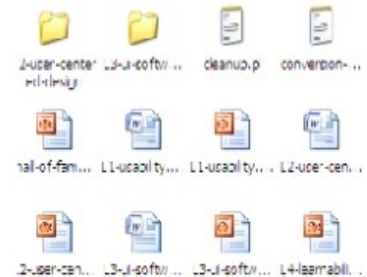 2-user-center L3-ui-softw... cleanup.p conversion-...
ed-design
hall-of-fam... L1-usability... L1-usability... L2-user-cen...
L2-user-cen... L3-ui-softw... L3-ui-softw... L4-learnabili...